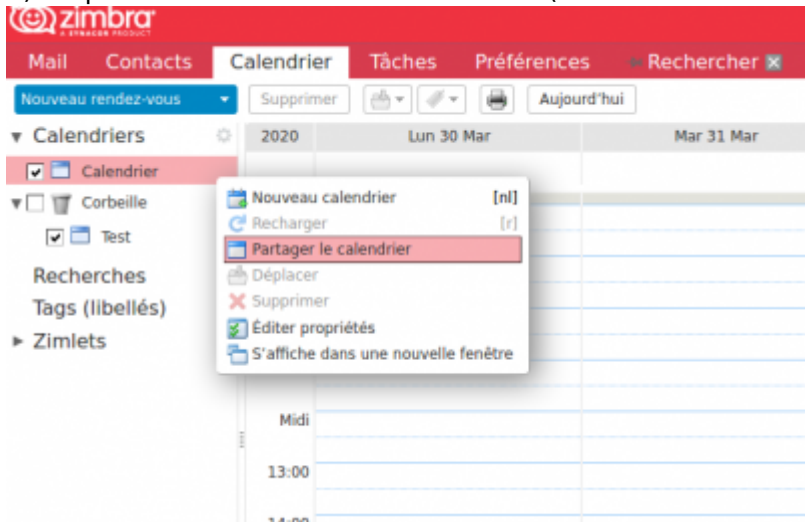 zimbra
A SYNACOR PRODUCT
Mail Contacts Calendrier Tâches Préférences Rechercher
Nouveau rendez-vous Supprimer Aujourd'hui
Calendriers 2020 Lun 30 Mar Mar 31 Mar
Calendrier
Corbeille
Test
Recherches
Tags (libellés)
Zimlets
Nouveau calendrier [nl]
Recharger [r]
Partager le calendrier
Déplacer
Supprimer
Éditer propriétés
S'affiche dans une nouvelle fenêtre
Midi
13:00